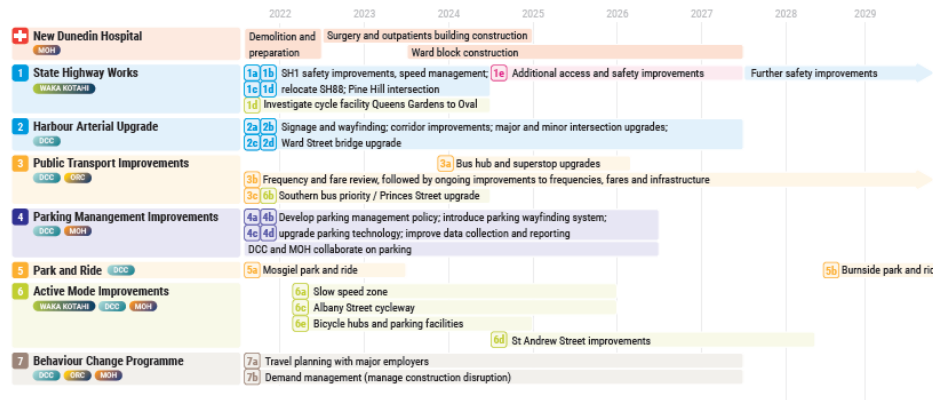 2022 2023 2024 2025 2026 2027 2028 2029
New Dunedin Hospital
MOH
Demolition and
preparation
Surgery and outpatients building construction
Ward block construction
1 State Highway Works
WAKA KOTAHI
1a 1b SH1 safety improvements, speed management; 1e Additional access and safety improvements Further safety improvements
1c 1d relocate SH88; Pine Hill intersection
1d Investigate cycle facility Queens Gardens to Oval
2 Harbour Arterial Upgrade
DCC
2a 2b Signage and wayfinding; corridor improvements; major and minor intersection upgrades;
2c 2d Ward Street bridge upgrade
3 Public Transport Improvements
DCC ORC
3a Bus hub and superstop upgrades
3b Frequency and fare review, followed by ongoing improvements to frequencies, fares and infrastructure
3c 6b Southern bus priority / Princes Street upgrade
4 Parking Manangement Improvements
DCC MOH
4a 4b Develop parking management policy; introduce parking wayfinding system;
4c 4d upgrade parking technology; improve data collection and reporting
DCC and MOH collaborate on parking
5 Park and Ride DCC
5a Mosgiel park and ride 5b Burnside park and ric
6 Active Mode Improvements
WAKA KOTAHI DCC MOH
6a Slow speed zone
6c Albany Street cycleway
6e Bicycle hubs and parking facilities
6d St Andrew Street improvements
7 Behaviour Change Programme
DCC ORC MOH
7a Travel planning with major employers
7b Demand management (manage construction disruption)